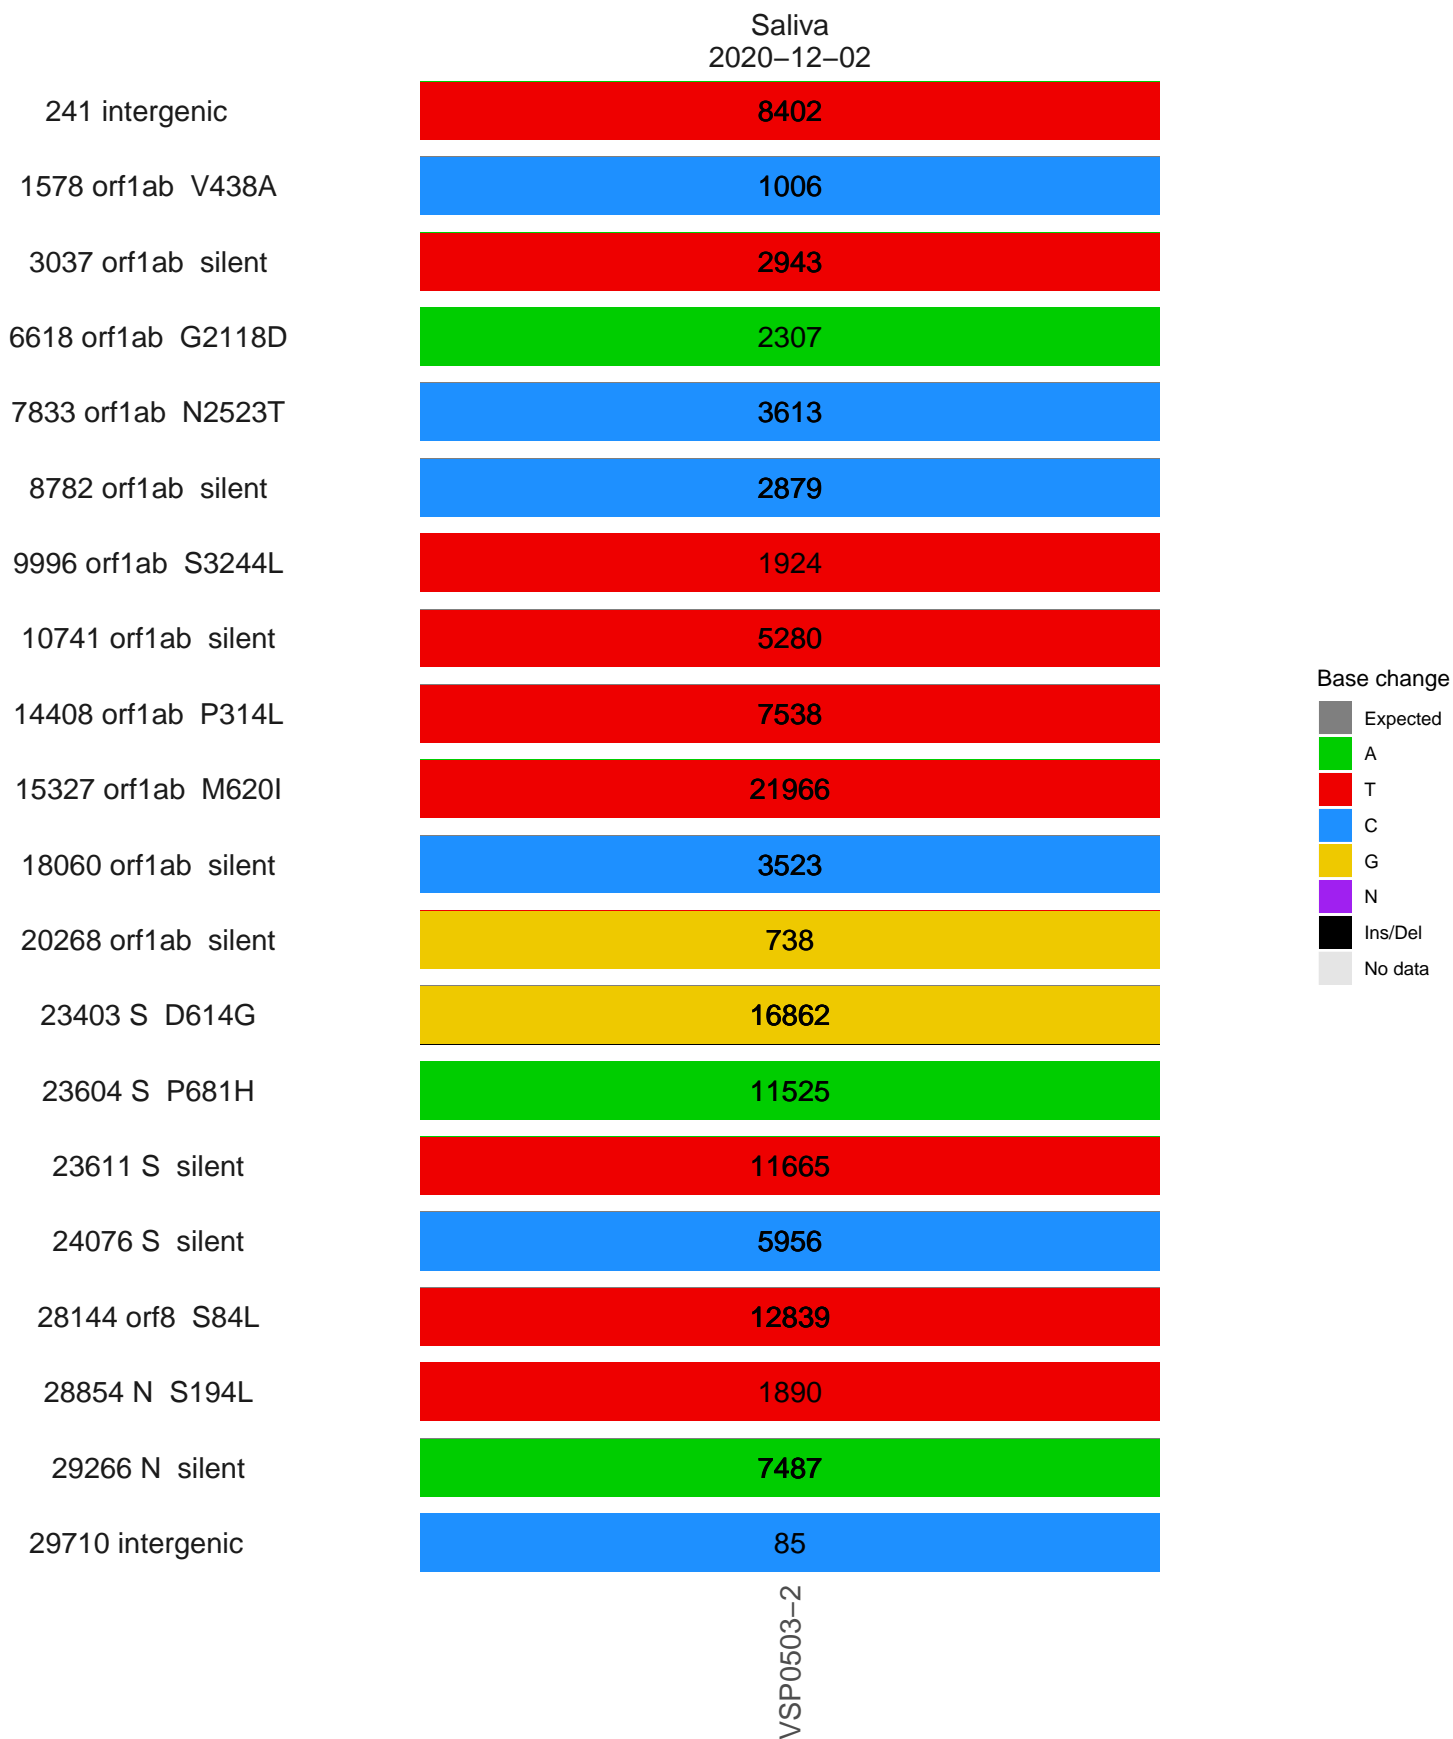 Saliva
2020−12−02
241 intergenic 8402
1578 orf1ab V438A 1006
3037 orf1ab silent 2943
6618 orf1ab G2118D 2307
7833 orf1ab N2523T 3613
8782 orf1ab silent 2879
9996 orf1ab S3244L 1924
10741 orf1ab silent 5280
14408 orf1ab P314L 7538
15327 orf1ab M620I 21966
18060 orf1ab silent 3523
20268 orf1ab silent 738
23403 S D614G 16862
23604 S P681H 11525
23611 S silent 11665
24076 S silent 5956
28144 orf8 S84L 12839
28854 N S194L 1890
29266 N silent 7487
29710 intergenic 85
VSP0503−2
Base change
Expected
A
T
C
G
N
Ins/Del
No data